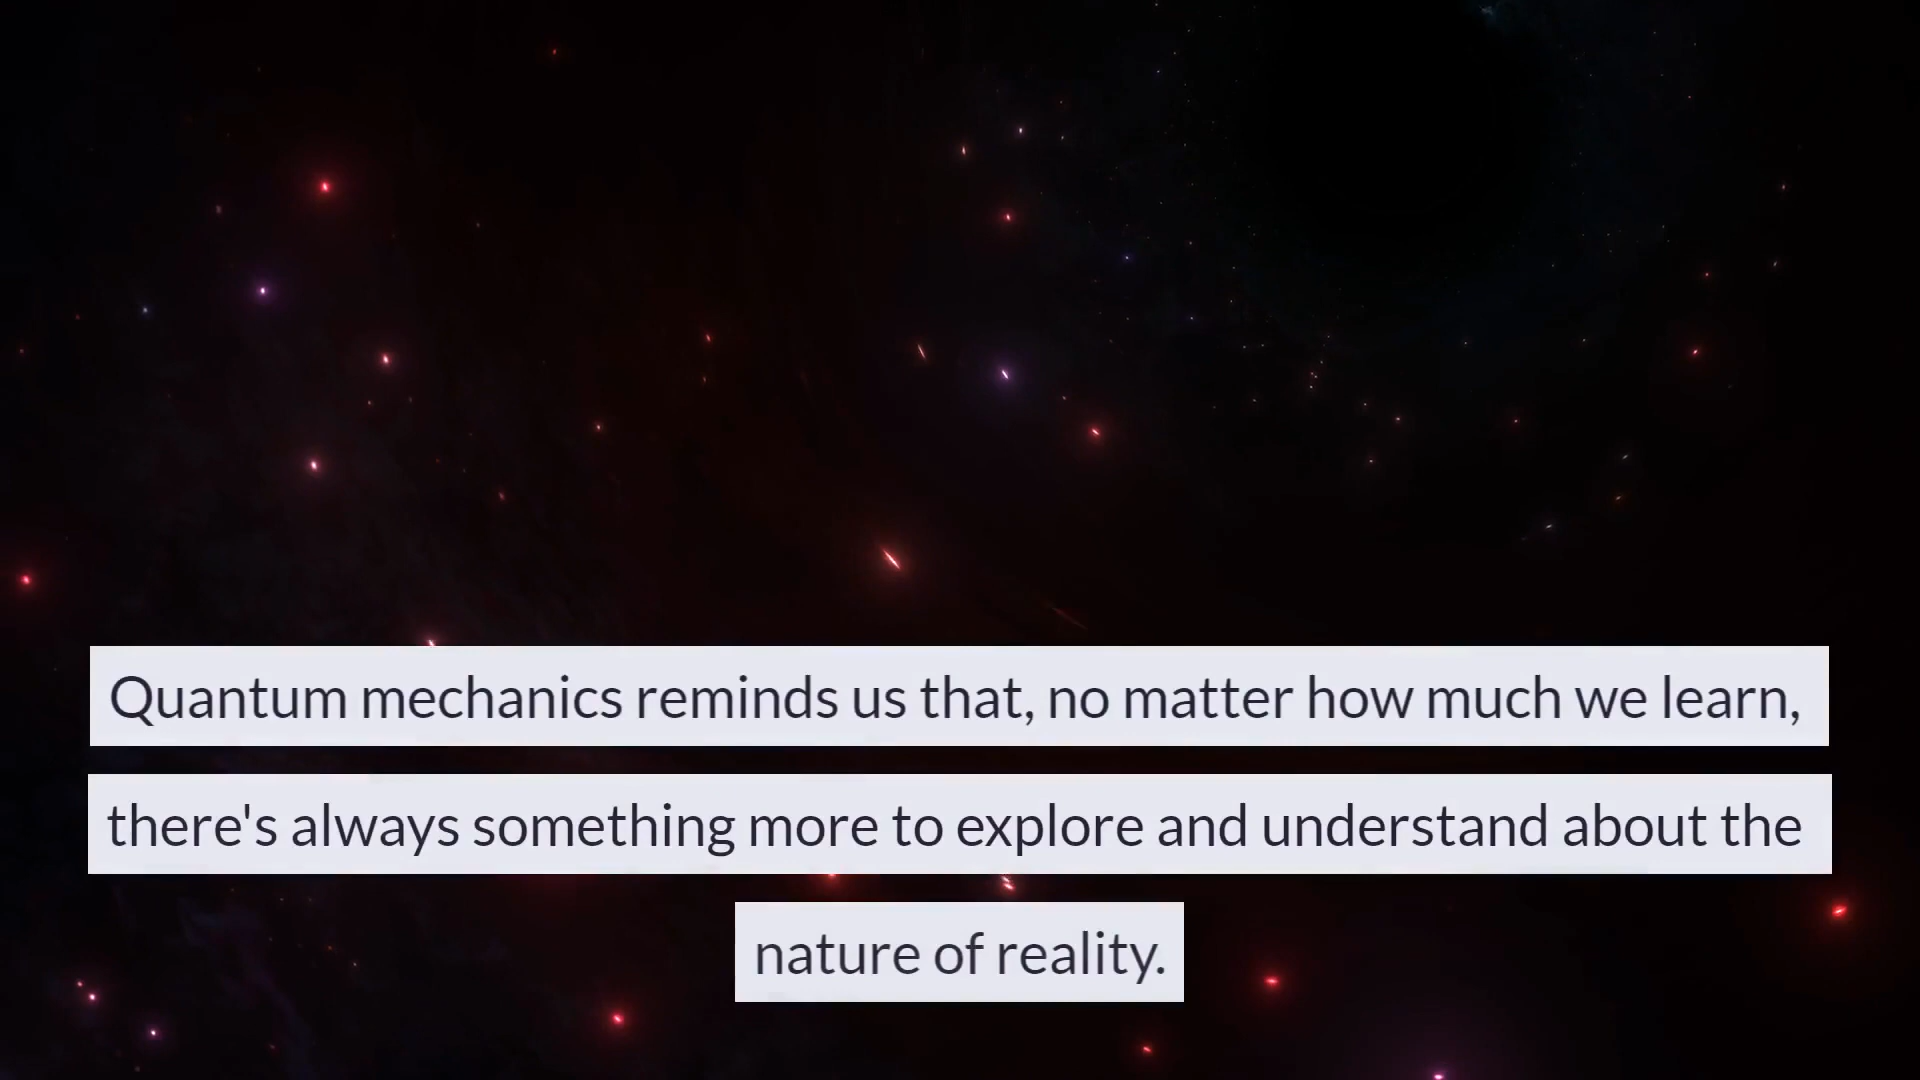 Quantum mechanics reminds us that, no matter how much we learn,
there's always something more to explore and understand about the
nature of reality.